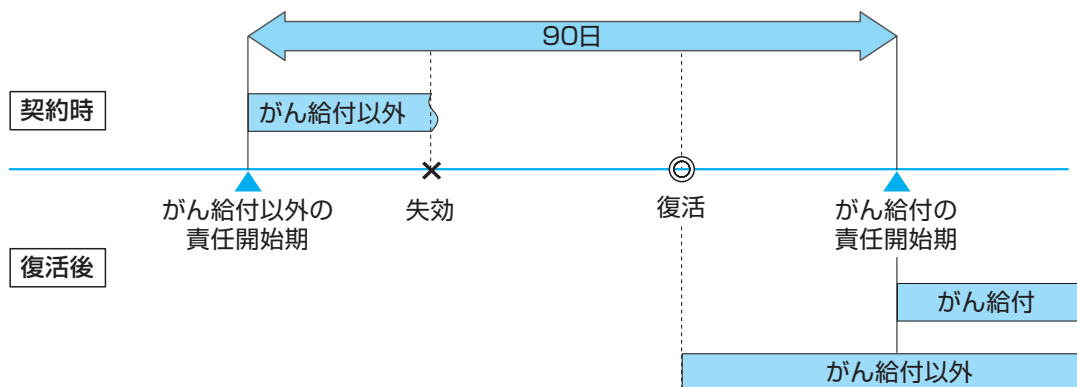 90日
契約時
がん給付以外
がん給付以外の
責任開始期
失効
復活
がん給付の
責任開始期
復活後
がん給付
がん給付以外